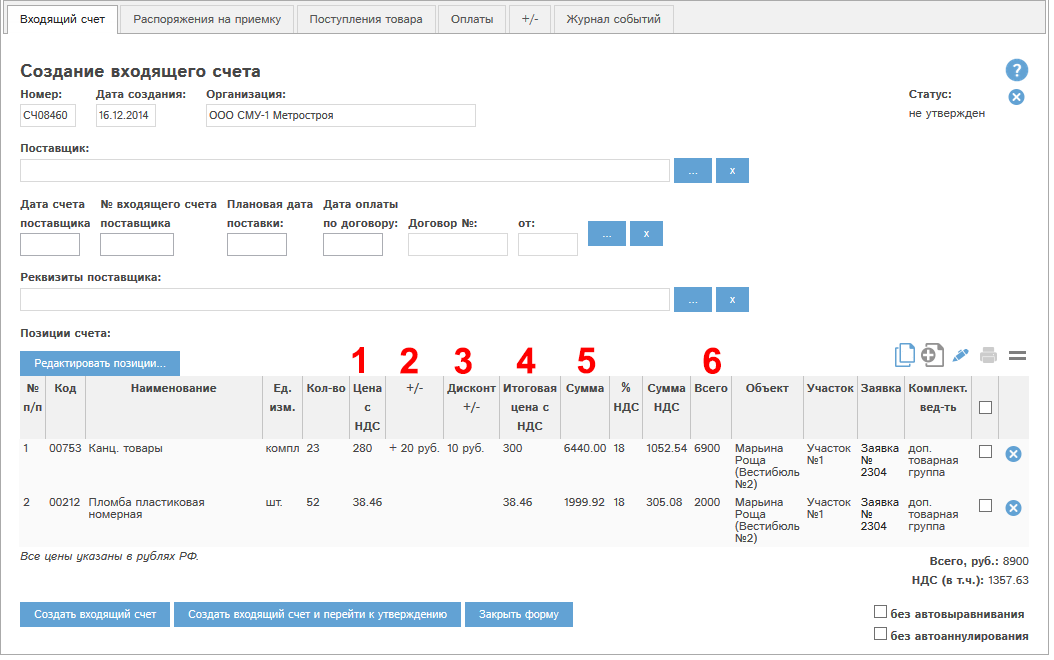 Входящий счет Распоряжения на приемку Поступления товара Оплаты +/- Журнал событий
Создание входящего счета
?
Номер: Дата создания: Организация: Статус:
СЧ08460 16.12.2014 ООО СМУ-1 Метростроя не утвержден
Поставщик:
... x
Дата счета № входящего счета Плановая дата Дата оплаты
поставщика поставщика поставки: по договору: Договор №: от:
... x
Реквизиты поставщика:
... x
Позиции счета:
1 2 3 4 5 6
Редактировать позиции...
№ Код Наименование Ед. Кол-во Цена +/- Дисконт Итоговая Сумма % Сумма Всего Объект Участок Заявка Комплект.
п/п изм. с +/- цена с НДС НДС вед-ть
НДС НДС
1 00753 Канц. товары компл 23 280 + 20 руб. 10 руб. 300 6440.00 18 1052.54 6900 Марьина Участок Заявка доп.
Роща №1 № товарная
(Вестибюль 2304 группа
№2)
2 00212 Пломба пластиковая шт. 52 38.46 38.46 1999.92 18 305.08 2000 Марьина Участок Заявка доп.
номерная Роща №1 № товарная
(Вестибюль 2304 группа
№2)
Все цены указаны в рублях РФ.
Всего, руб.: 8900
НДС (в т.ч.): 1357.63
Создать входящий счет Создать входящий счет и перейти к утверждению Закрыть форму
без автовыравнивания
без автоаннулирования